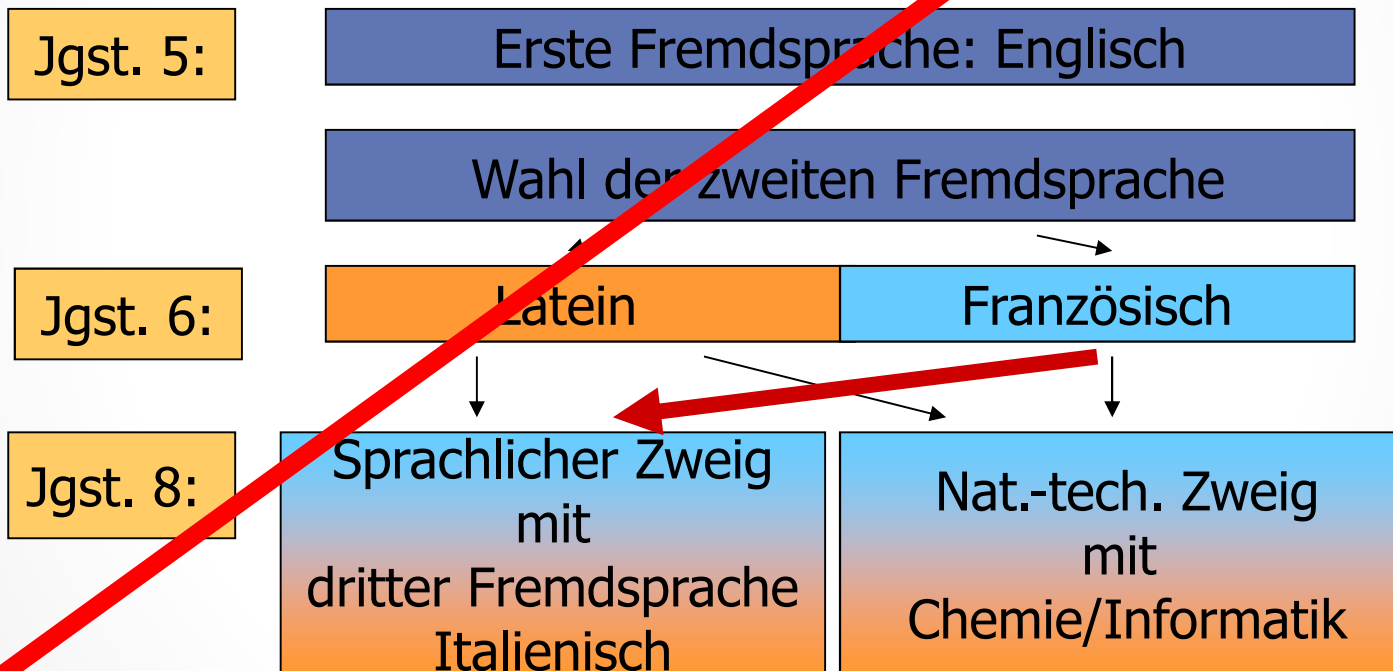 Jgst. 5:
Erste Fremdsprache: Englisch
Wahl der zweiten Fremdsprache
Jgst. 6:
Latein
Französisch
Jgst. 8:
Sprachlicher Zweig
mit
dritter Fremdsprache
Italienisch
Nat.-tech. Zweig
mit
Chemie/Informatik